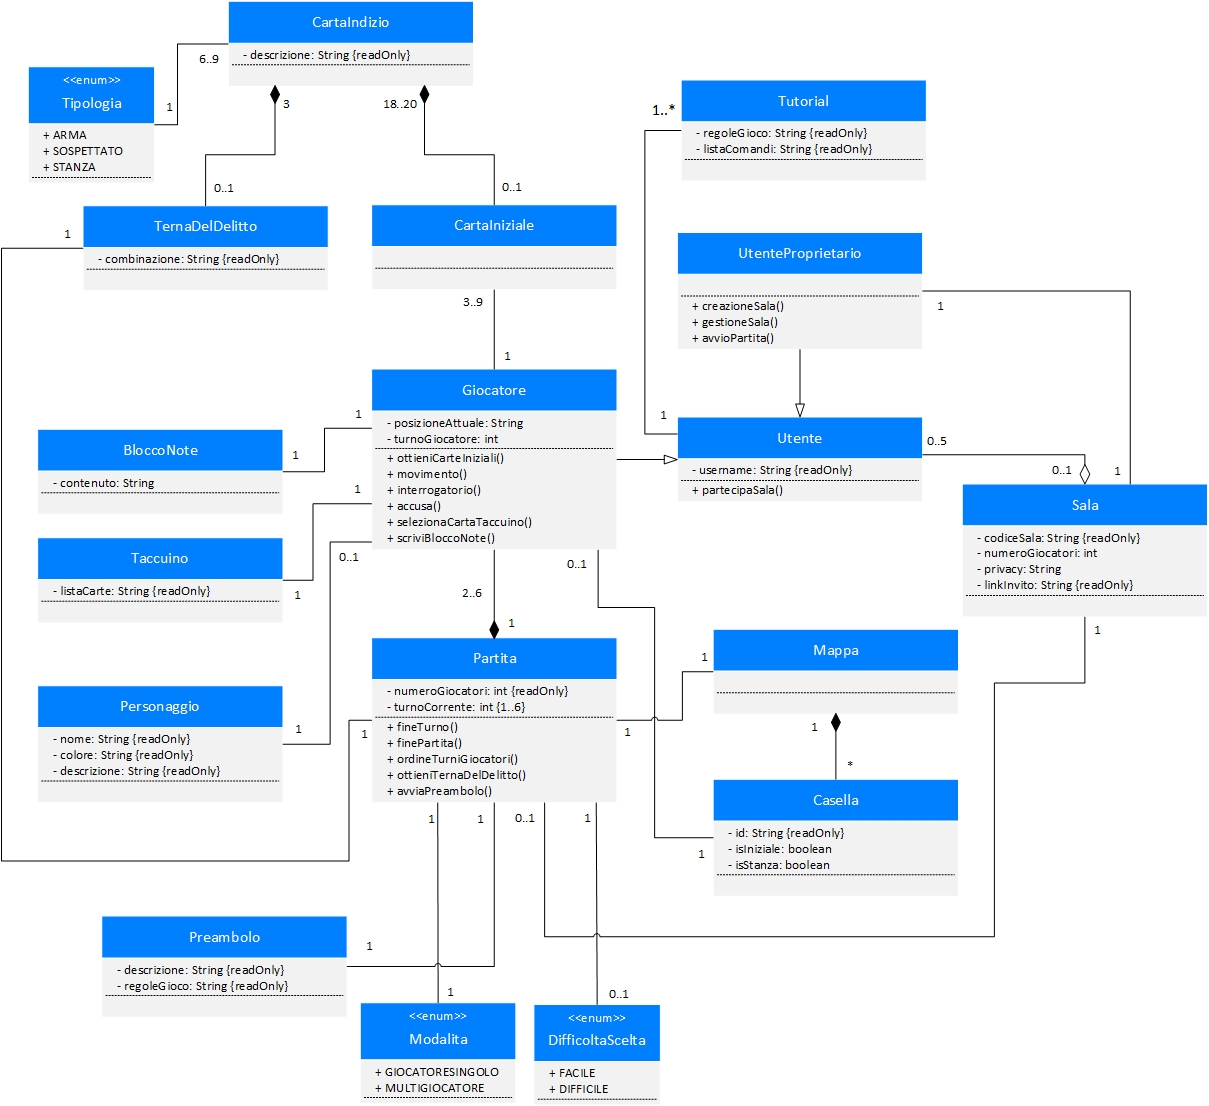 CartaIndizio
- descrizione: String {readOnly}
6..9
1
3
18..20
<<enum>>
Tipologia
+ ARMA
+ SOSPETTATO
+ STANZA
Tutorial
- regoleGioco: String {readOnly}
- listaComandi: String {readOnly}
1..*
1
0..1
0..1
TernaDelDelitto
- combinazione: String {readOnly}
1
CartaIniziale
3..9
1
UtenteProprietario
+ creazioneSala()
+ gestioneSala()
+ avvioPartita()
1
Giocatore
- posizioneAttuale: String
- turnoGiocatore: int
+ ottieniCarteIniziali()
+ movimento()
+ interrogatorio()
+ accusa()
+ selezionaCartaTaccuino()
+ scriviBloccoNote()
1
1
0..1
0..1
2..6
1
Utente
- username: String {readOnly}
+ partecipaSala()
0..5
0..1
1
Sala
- codiceSala: String {readOnly}
- numeroGiocatori: int
- privacy: String
- linkInvito: String {readOnly}
1
BloccoNote
- contenuto: String
1
Taccuino
- listaCarte: String {readOnly}
1
Personaggio
- nome: String {readOnly}
- colore: String {readOnly}
- descrizione: String {readOnly}
1
Partita
- numeroGiocatori: int {readOnly}
- turnoCorrente: int {1..6}
+ fineTurno()
+ finePartita()
+ ordineTurniGiocatori()
+ ottieniTernaDelDelitto()
+ avviaPreambolo()
1
1
1
1
0..1
1
Mappa
1
1
*
Casella
- id: String {readOnly}
- isIniziale: boolean
- isStanza: boolean
1
Preambolo
- descrizione: String {readOnly}
- regoleGioco: String {readOnly}
1
<<enum>>
Modalita
+ GIOCATORESINGOLO
+ MULTIGIOCATORE
1
<<enum>>
DifficoltaScelta
+ FACILE
+ DIFFICILE
0..1